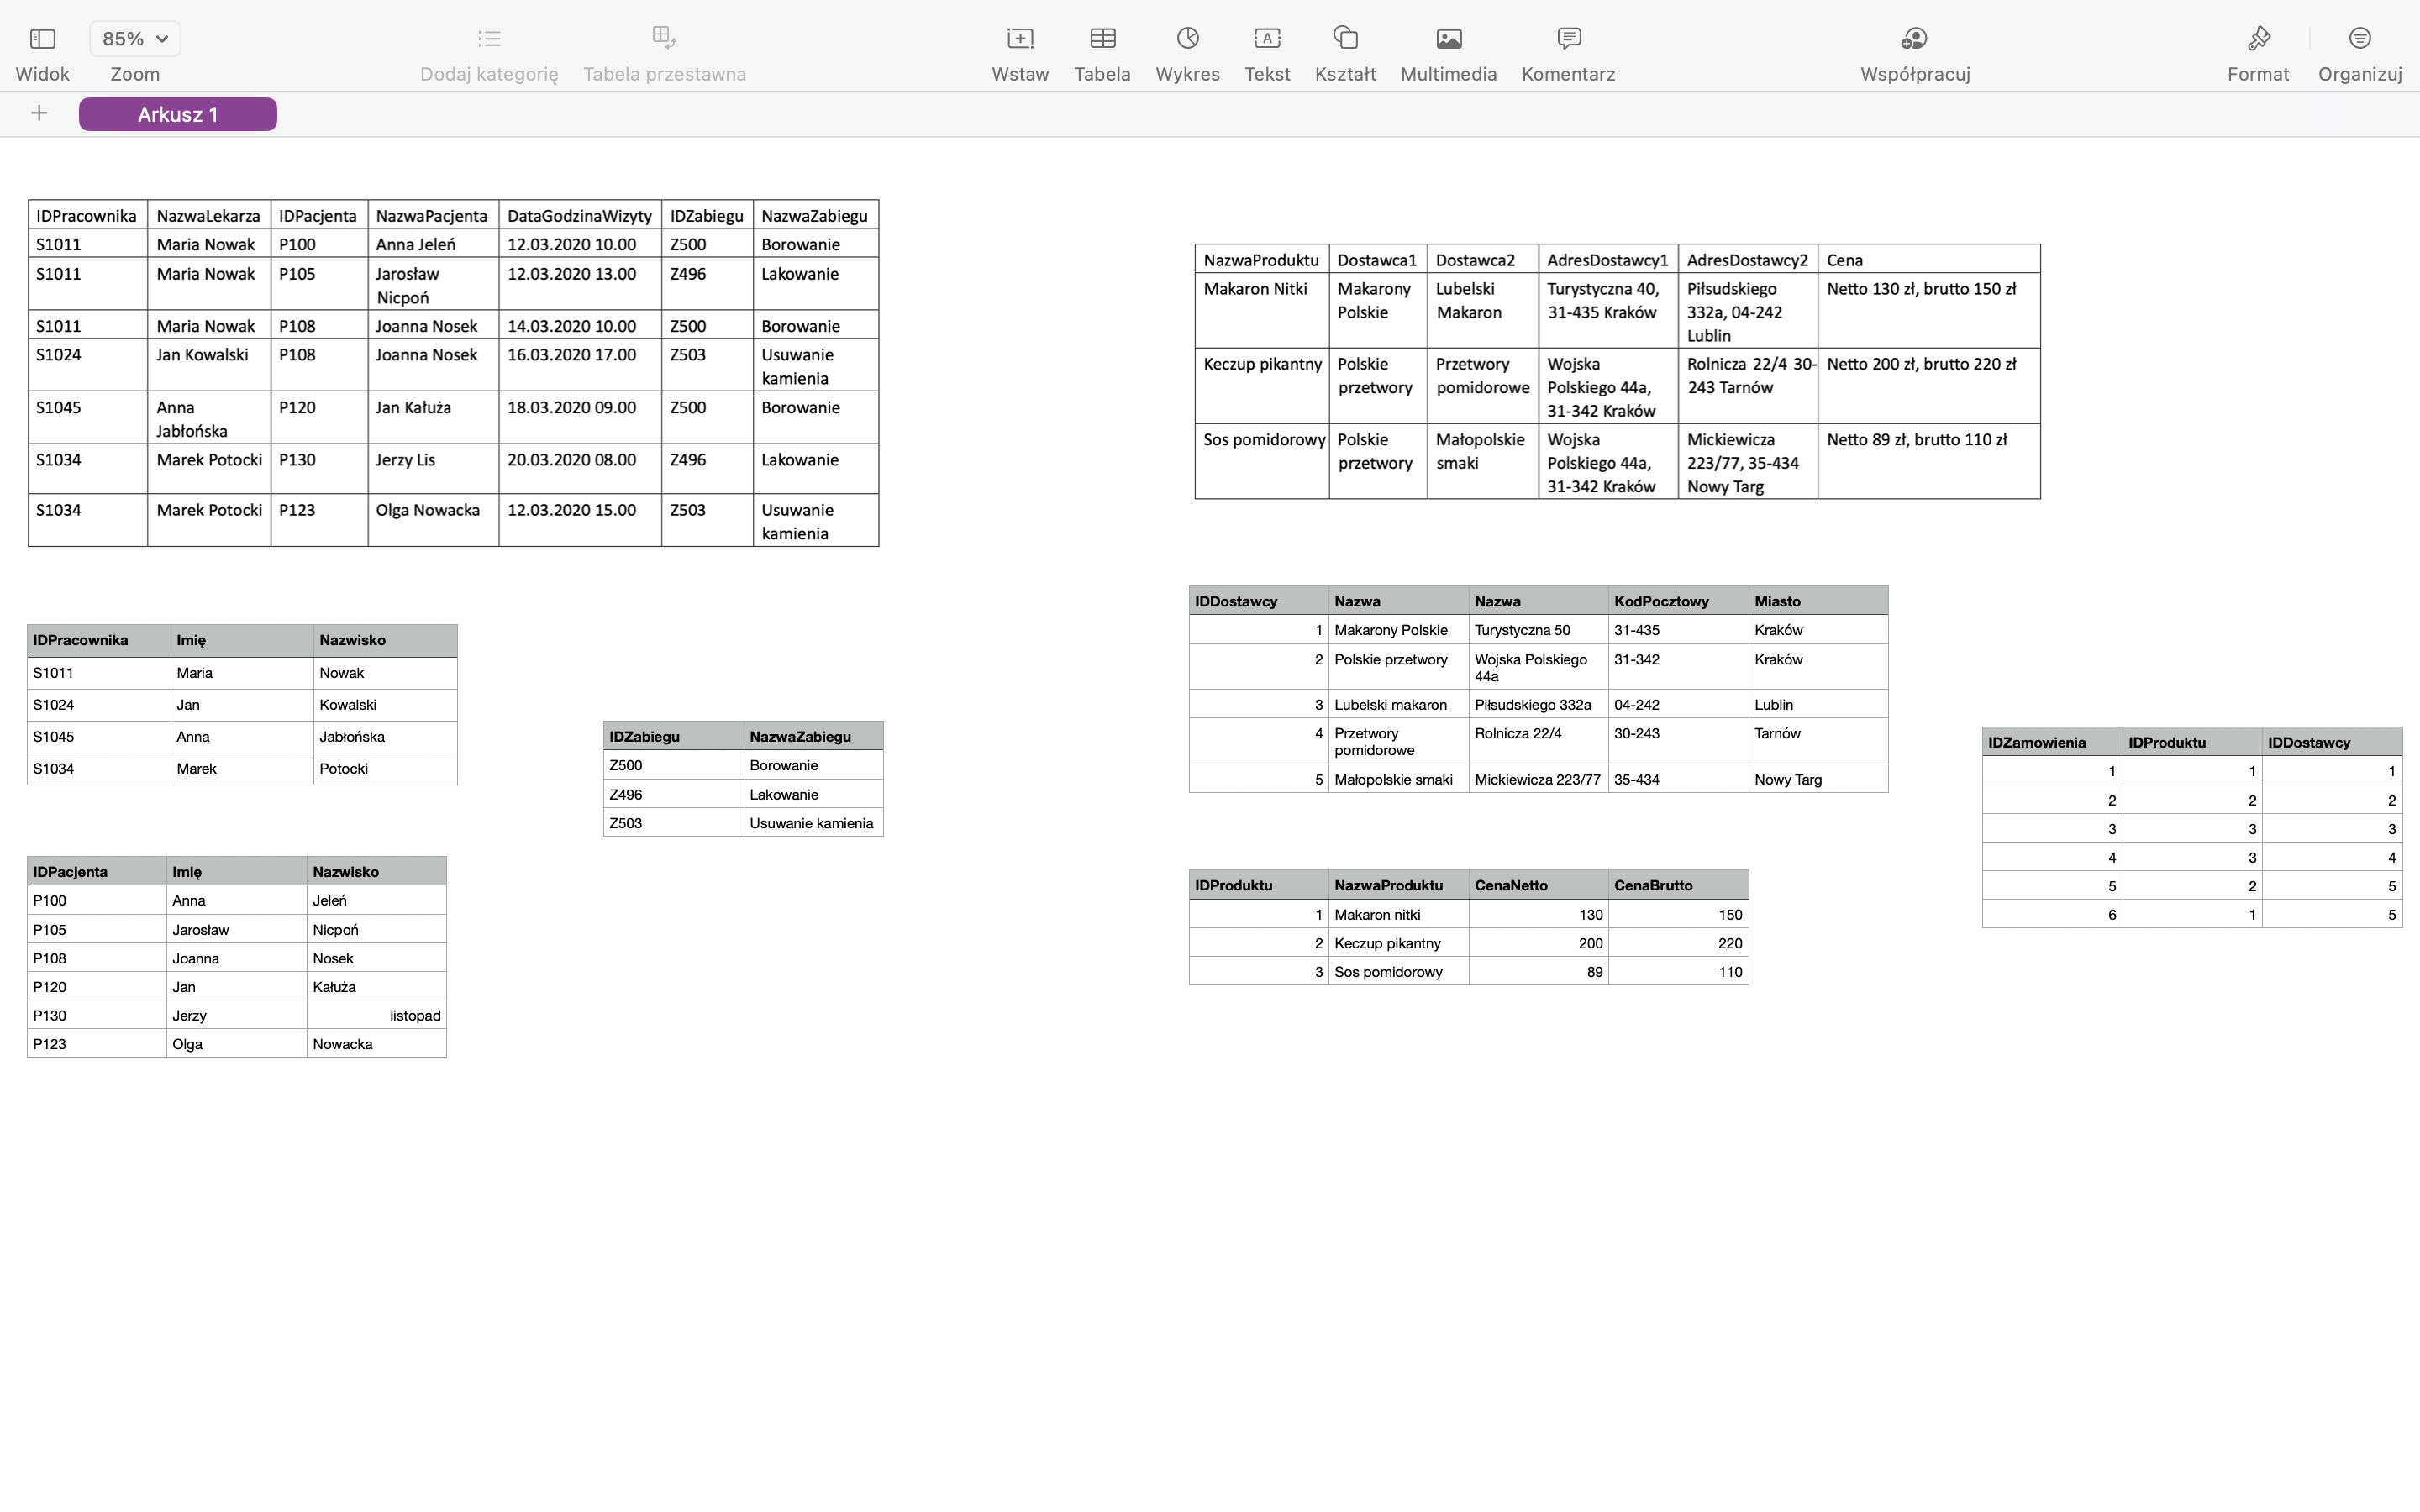 85%
Widok Zoom Dodaj kategorię Tabela przestawna Wstaw Tabela Wykres Tekst Kształt Multimedia Komentarz Współpracuj Format Organizuj
+ Arkusz 1
IDPracownika NazwaLekarza IDPacjenta NazwaPacjenta DataGodzinaWizyty IDZabiegu NazwaZabiegu
S1011 Maria Nowak P100 Anna Jeleń 12.03.2020 10.00 Z500 Borowanie
S1011 Maria Nowak P105 Jarosław 12.03.2020 13.00 Z496 Lakowanie
Nicpoń
S1011 Maria Nowak P108 Joanna Nosek 14.03.2020 10.00 Z500 Borowanie
S1024 Jan Kowalski P108 Joanna Nosek 16.03.2020 17.00 Z503 Usuwanie
kamienia
S1045 Anna P120 Jan Kałuża 18.03.2020 09.00 Z500 Borowanie
Jabłońska
S1034 Marek Potocki P130 Jerzy Lis 20.03.2020 08.00 Z496 Lakowanie
S1034 Marek Potocki P123 Olga Nowacka 12.03.2020 15.00 Z503 Usuwanie
kamienia
IDPracownika Imię Nazwisko
S1011 Maria Nowak
S1024 Jan Kowalski
S1045 Anna Jabłońska
S1034 Marek Potocki
IDZabiegu NazwaZabiegu
Z500 Borowanie
Z496 Lakowanie
Z503 Usuwanie kamienia
IDPacjenta Imię Nazwisko
P100 Anna Jeleń
P105 Jarosław Nicpoń
P108 Joanna Nosek
P120 Jan Kałuża
P130 Jerzy listopad
P123 Olga Nowacka
NazwaProduktu Dostawca1 Dostawca2 AdresDostawcy1 AdresDostawcy2 Cena
Makaron Nitki Makarony Lubelski Turystyczna 40, Piłsudskiego Netto 130 zł, brutto 150 zł
Polskie Makaron 31-435 Kraków 332a, 04-242
Lublin
Keczup pikantny Polskie Przetwory Wojska Rolnicza 22/4 30- Netto 200 zł, brutto 220 zł
przetwory pomidorowe Polskiego 44a, 243 Tarnów
31-342 Kraków
Sos pomidorowy Polskie Małopolskie Wojska Mickiewicza Netto 89 zł, brutto 110 zł
przetwory smaki Polskiego 44a, 223/77, 35-434
31-342 Kraków Nowy Targ
IDDostawcy Nazwa Nazwa KodPocztowy Miasto
1 Makarony Polskie Turystyczna 50 31-435 Kraków
2 Polskie przetwory Wojska Polskiego 31-342 Kraków
44a
3 Lubelski makaron Piłsudskiego 332a 04-242 Lublin
4 Przetwory Rolnicza 22/4 30-243 Tarnów
pomidorowe
5 Małopolskie smaki Mickiewicza 223/77 35-434 Nowy Targ
IDProduktu NazwaProduktu CenaNetto CenaBrutto
1 Makaron nitki 130 150
2 Keczup pikantny 200 220
3 Sos pomidorowy 89 110
IDZamowienia IDProduktu IDDostawcy
1 1 1
2 2 2
3 3 3
4 3 4
5 2 5
6 1 5